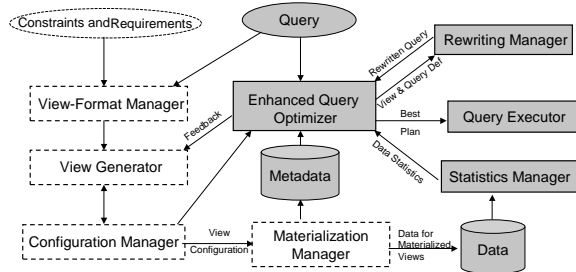 Constraints and Requirements
Query
Rewritten Query
Rewriting Manager
View & Query Def
View-Format Manager
Enhanced Query
Optimizer
Best
Plan
Query Executor
Feedback
Data Statistics
View Generator
Metadata
Statistics Manager
Configuration Manager
View
Configuration
Materialization
Manager
Data for
Materialized
Views
Data